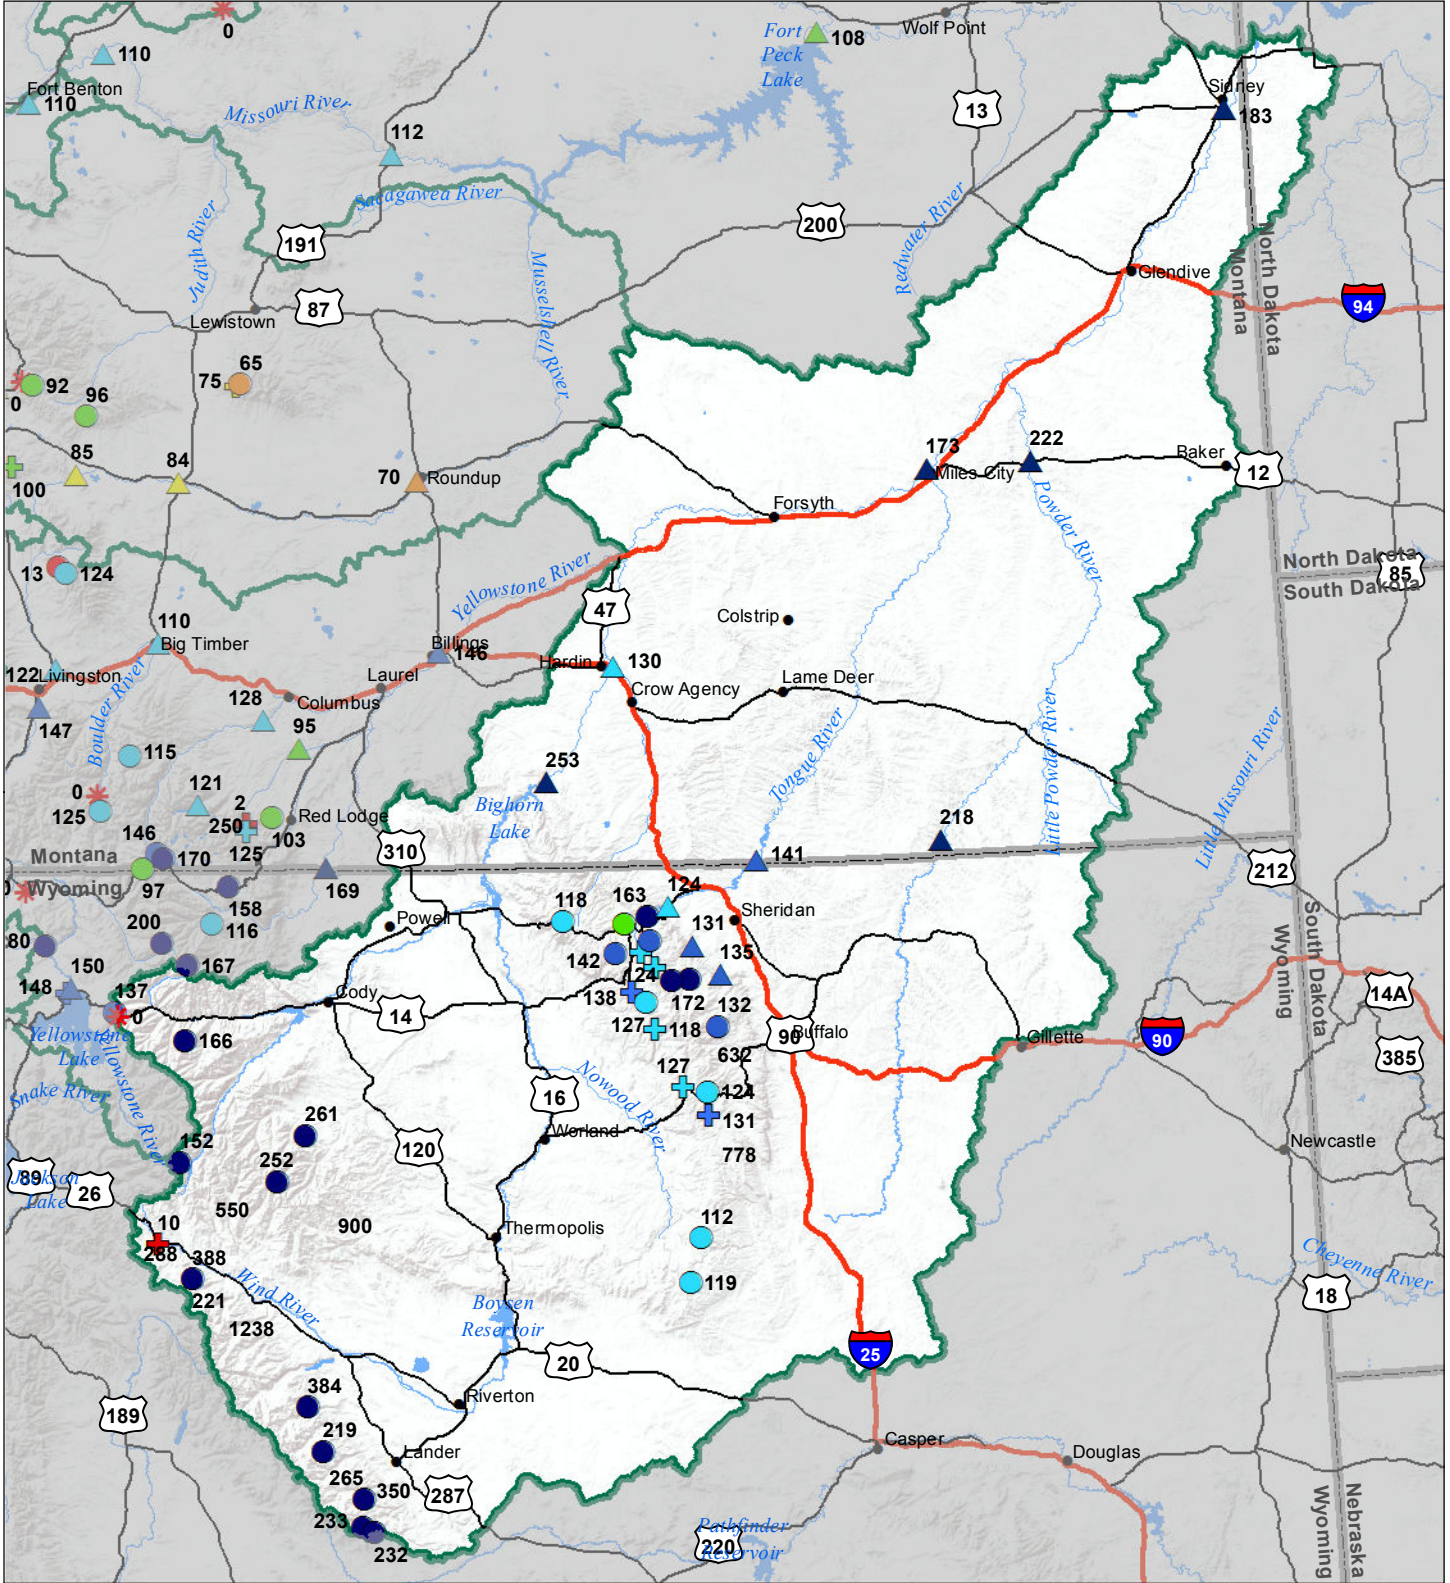 0
Wolf Point
Fort
Peck
Lake
108
110
Fort Benton
110
Missouri River
112
Sacagawea River
13
Sidney
183
191
200
Judith River
Redwater River
Musselshell River
87
Lewistown
Glendive
North Dakota
Montana
94
92
0
96
65
75
85
84
100
70
Roundup
173
222
Miles City
Baker
12
Forsyth
Powder River
13
124
Yellowstone River
North Dakota
South Dakota
85
47
Colstrip
110
Big Timber
Billings
146
Hardin
130
122
Livingston
Laurel
Columbus
Crow Agency
Lame Deer
147
128
95
Boulder River
115
0
125
121
2
250
125
103
Red Lodge
253
Bighorn
Lake
Tongue River
Little Powder River
Little Missouri River
218
141
310
212
146
170
Montana
Wyoming
97
158
169
0
200
116
80
167
Powell
118
163
124
Sheridan
131
135
142
124
138
172
132
127
118
South Dakota
Wyoming
150
148
137
0
Cody
14
14A
90
Buffalo
90
Gillette
385
Yellowstone
Lake
Yellowstone River
Snake River
166
632
127
124
131
778
Nowood River
16
Worland
261
120
152
252
Newcastle
89
Jackson
Lake
26
550
900
10
288
388
221
1238
Wind River
Thermopolis
112
119
Boysen
Reservoir
Cheyenne River
18
20
25
384
Riverton
189
219
Lander
265
350
287
233
232
Casper
Douglas
Pathfinder
Reservoir
220
Nebraska
Wyoming